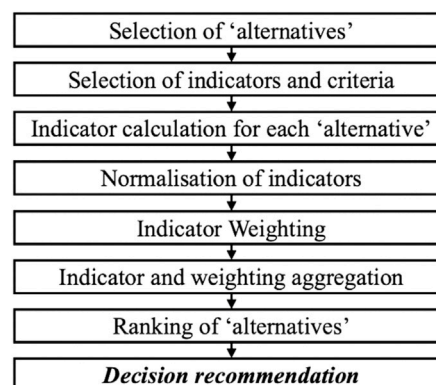 Selection of ‘alternatives’
Selection of indicators and criteria
Indicator calculation for each ‘alternative’
Normalisation of indicators
Indicator Weighting
Indicator and weighting aggregation
Ranking of ‘alternatives’
Decision recommendation